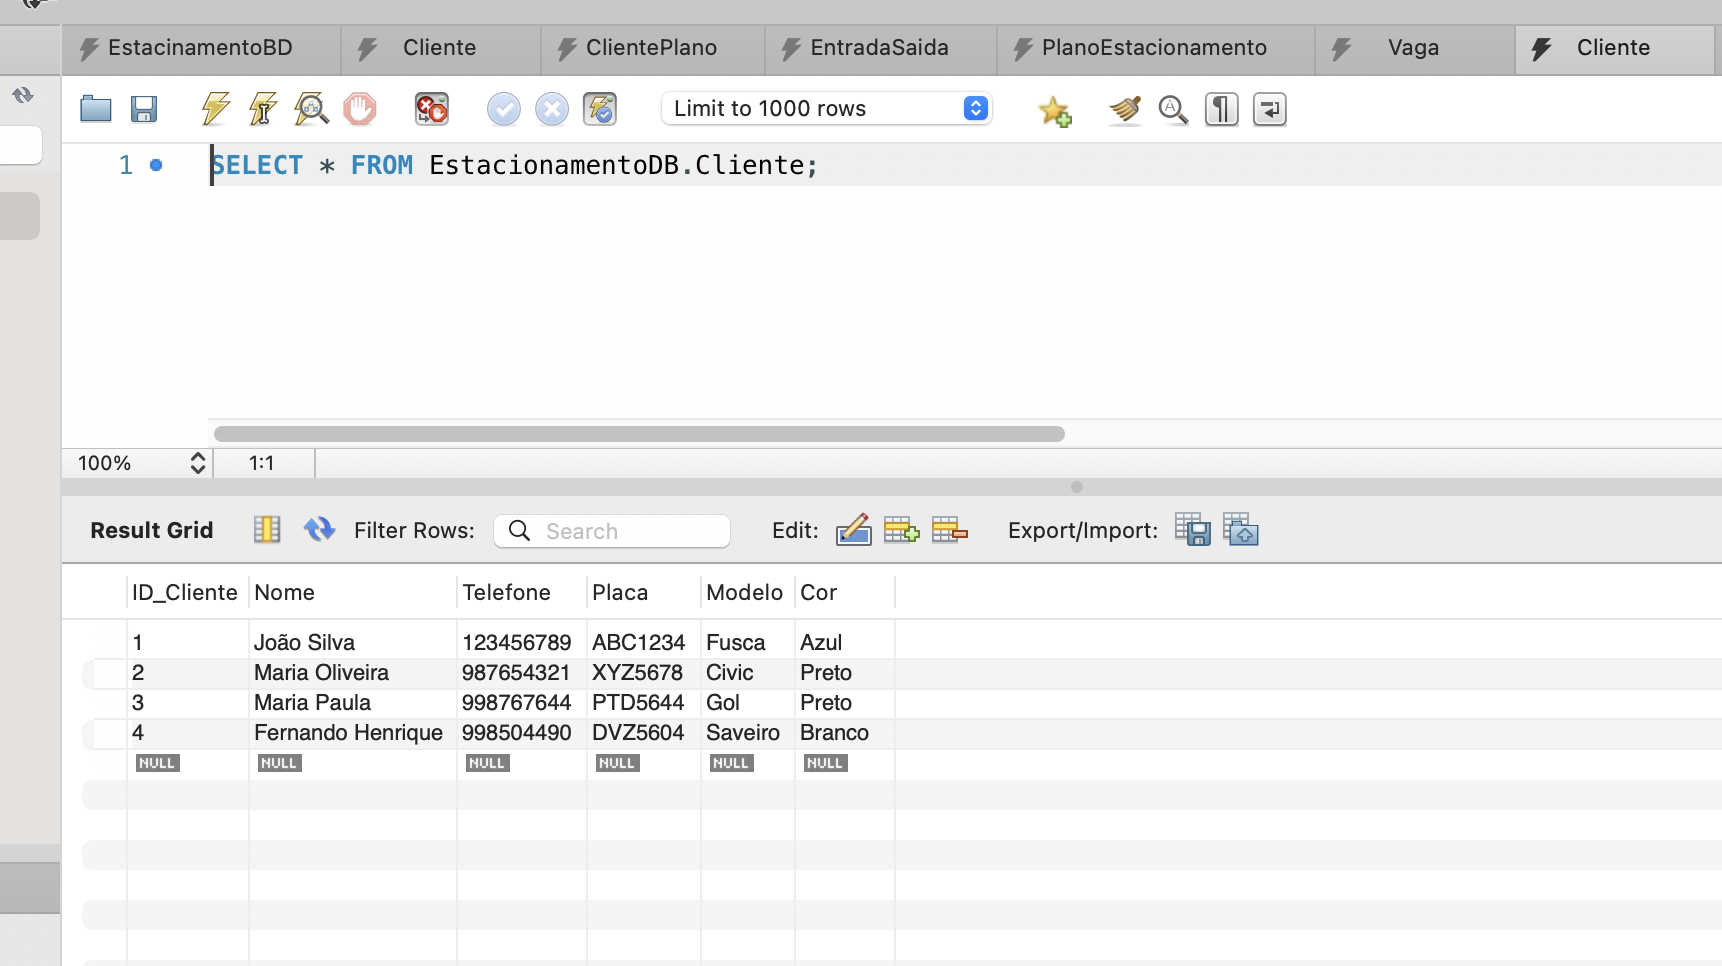 EstacinamentoBD Cliente ClientePlano EntradaSaida PlanoEstacionamento Vaga Cliente
Limit to 1000 rows
1 SELECT * FROM EstacionamentoDB.Cliente;
100% 1:1
Result Grid Filter Rows: Search Edit: Export/Import:
ID_Cliente Nome Telefone Placa Modelo Cor
1 João Silva 123456789 ABC1234 Fusca Azul
2 Maria Oliveira 987654321 XYZ5678 Civic Preto
3 Maria Paula 998767644 PTD5644 Gol Preto
4 Fernando Henrique 998504490 DVZ5604 Saveiro Branco
NULL NULL NULL NULL NULL NULL